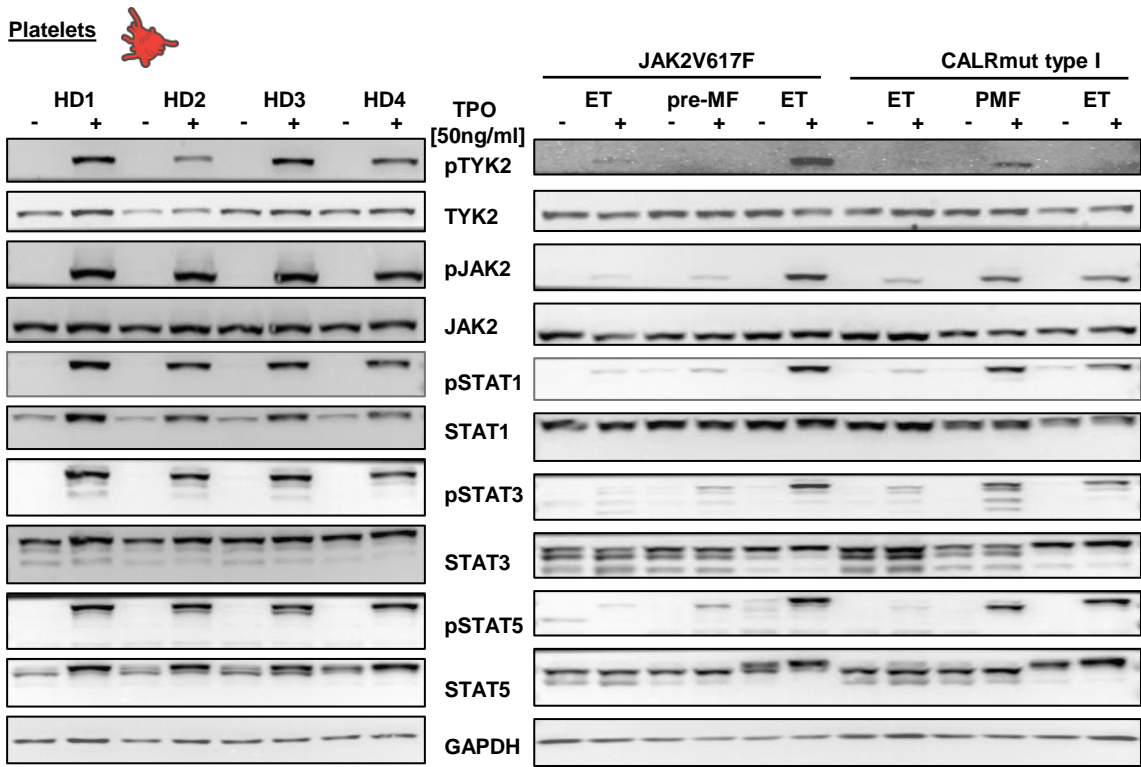 Platelets
JAK2V617F CALRmut type I
HD1 HD2 HD3 HD4 ET pre-MF ET ET PMF ET
- + - + - + - + TPO - + - + - + - + - + - +
[50ng/ml]
pTYK2
TYK2
pJAK2
JAK2
pSTAT1
STAT1
pSTAT3
STAT3
pSTAT5
STAT5
GAPDH